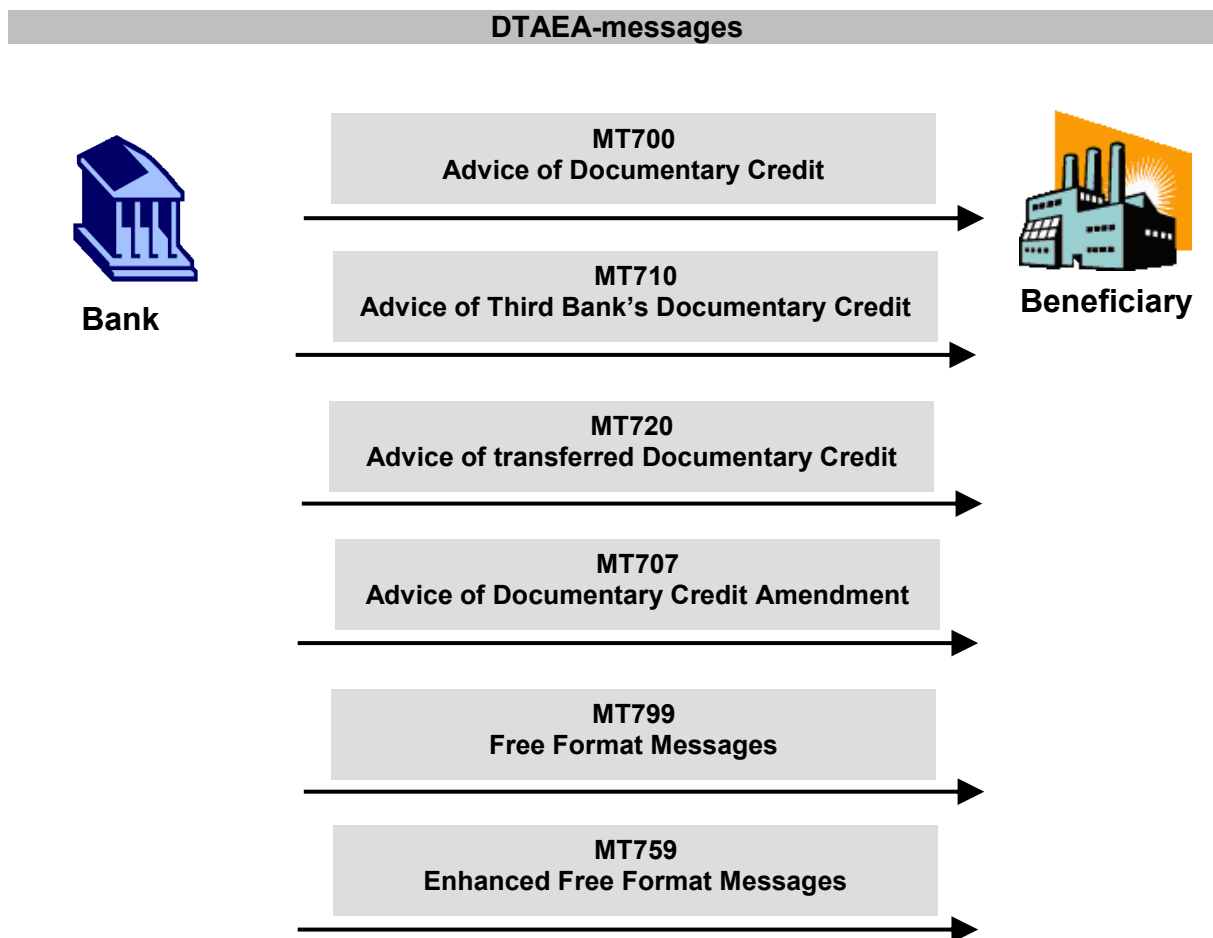 DTAEA-messages
MT700
Advice of Documentary Credit
Bank
Beneficiary
MT710
Advice of Third Bank’s Documentary Credit
MT720
Advice of transferred Documentary Credit
MT707
Advice of Documentary Credit Amendment
MT799
Free Format Messages
MT759
Enhanced Free Format Messages